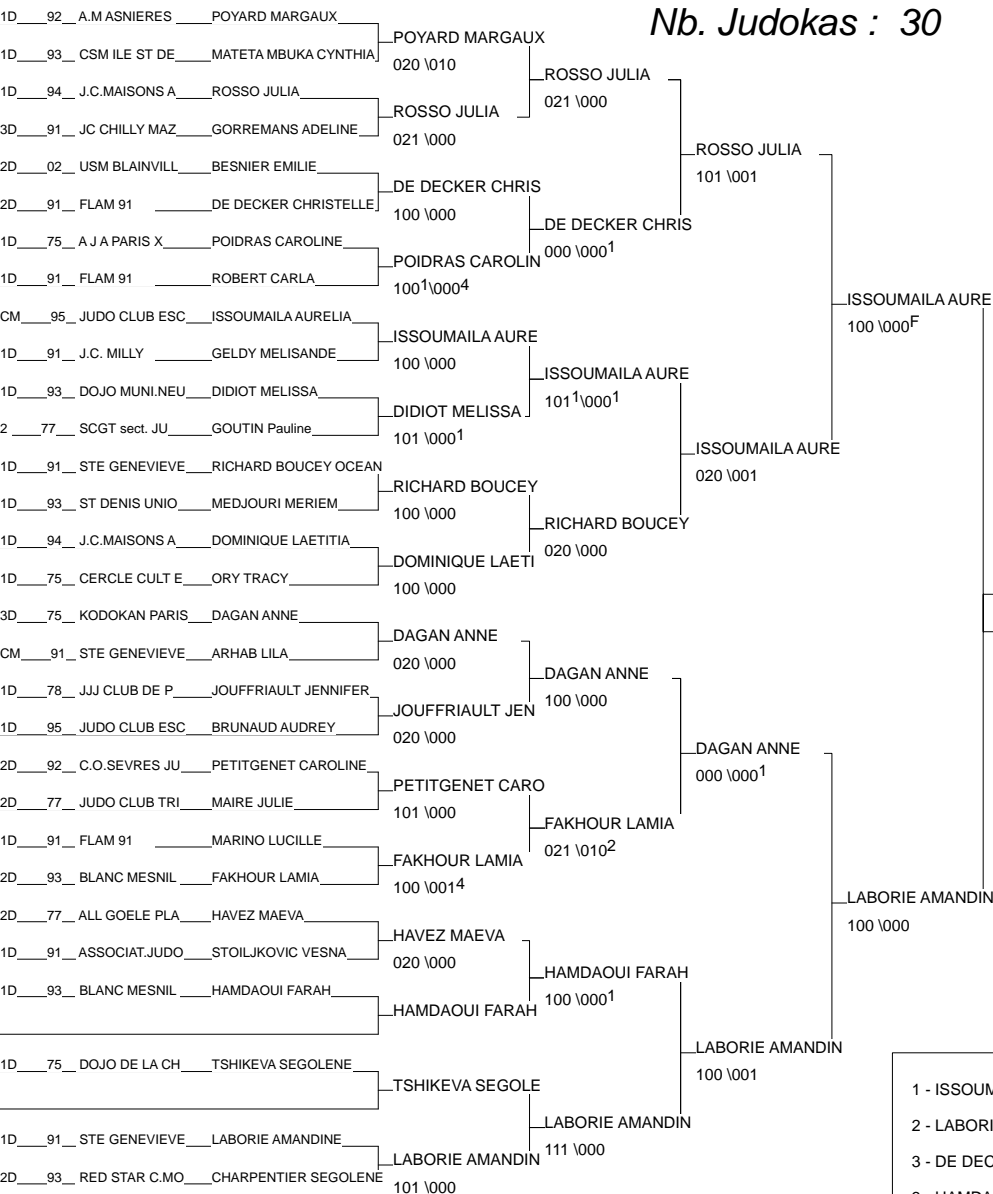 Nb. Judokas : 30
1D 92 A.M ASNIERES POYARD MARGAUX
1D 93 CSM ILE ST DE MATETA MBUKA CYNTHIA
1D 94 J.C.MAISONS A ROSSO JULIA
3D 91 JC CHILLY MAZ GORREMANS ADELINE
2D 02 USM BLAINVILL BESNIER EMILIE
2D 91 FLAM 91 DE DECKER CHRISTELLE
1D 75 A J A PARIS X POIDRAS CAROLINE
1D 91 FLAM 91 ROBERT CARLA
CM 95 JUDO CLUB ESC ISSOUMAILA AURELIA
1D 91 J.C. MILLY GELDY MELISANDE
1D 93 DOJO MUNI.NEU DIDIOT MELISSA
2 77 SCGT sect. JU GOUTIN Pauline
1D 91 STE GENEVIEVE RICHARD BOUCEY OCEAN
1D 93 ST DENIS UNIO MEDJOURI MERIEM
1D 94 J.C.MAISONS A DOMINIQUE LAETITIA
1D 75 CERCLE CULT E ORY TRACY
3D 75 KODOKAN PARIS DAGAN ANNE
CM 91 STE GENEVIEVE ARHAB LILA
1D 78 JJJ CLUB DE P JOUFFRIAULT JENNIFER
1D 95 JUDO CLUB ESC BRUNAUD AUDREY
2D 92 C.O.SEVRES JU PETITGENET CAROLINE
2D 77 JUDO CLUB TRI MAIRE JULIE
1D 91 FLAM 91 MARINO LUCILLE
2D 93 BLANC MESNIL FAKHOUR LAMIA
2D 77 ALL GOELE PLA HAVEZ MAEVA
1D 91 ASSOCIAT.JUDO STOILJKOVIC VESNA
1D 93 BLANC MESNIL HAMDAOUI FARAH
1D 75 DOJO DE LA CH TSHIKEVA SEGOLENE
1D 91 STE GENEVIEVE LABORIE AMANDINE
2D 93 RED STAR C.MO CHARPENTIER SEGOLENE
POYARD MARGAUX
020 \010
ROSSO JULIA
021 \000
DE DECKER CHRIS
100 \000
POIDRAS CAROLIN
100¹\000⁴
ISSOUMAILA AURE
100 \000
DIDIOT MELISSA
101 \000¹
RICHARD BOUCEY
100 \000
DOMINIQUE LAETI
100 \000
DAGAN ANNE
020 \000
JOUFFRIAULT JEN
020 \000
PETITGENET CARO
101 \000
FAKHOUR LAMIA
100 \001⁴
HAVEZ MAEVA
020 \000
HAMDAOUI FARAH
TSHIKEVA SEGOLE
LABORIE AMANDIN
101 \000
ROSSO JULIA
021 \000
DE DECKER CHRIS
000 \000¹
ISSOUMAILA AURE
101¹\000¹
RICHARD BOUCEY
020 \000
DAGAN ANNE
100 \000
FAKHOUR LAMIA
021 \010²
HAMDAOUI FARAH
100 \000¹
LABORIE AMANDIN
111 \000
ROSSO JULIA
101 \001
ISSOUMAILA AURE
020 \001
DAGAN ANNE
000 \000¹
LABORIE AMANDIN
100 \001
ISSOUMAILA AURE
100 \000F
LABORIE AMANDIN
100 \000
1 - ISSOUM
2 - LABORI
3 - DE DEC